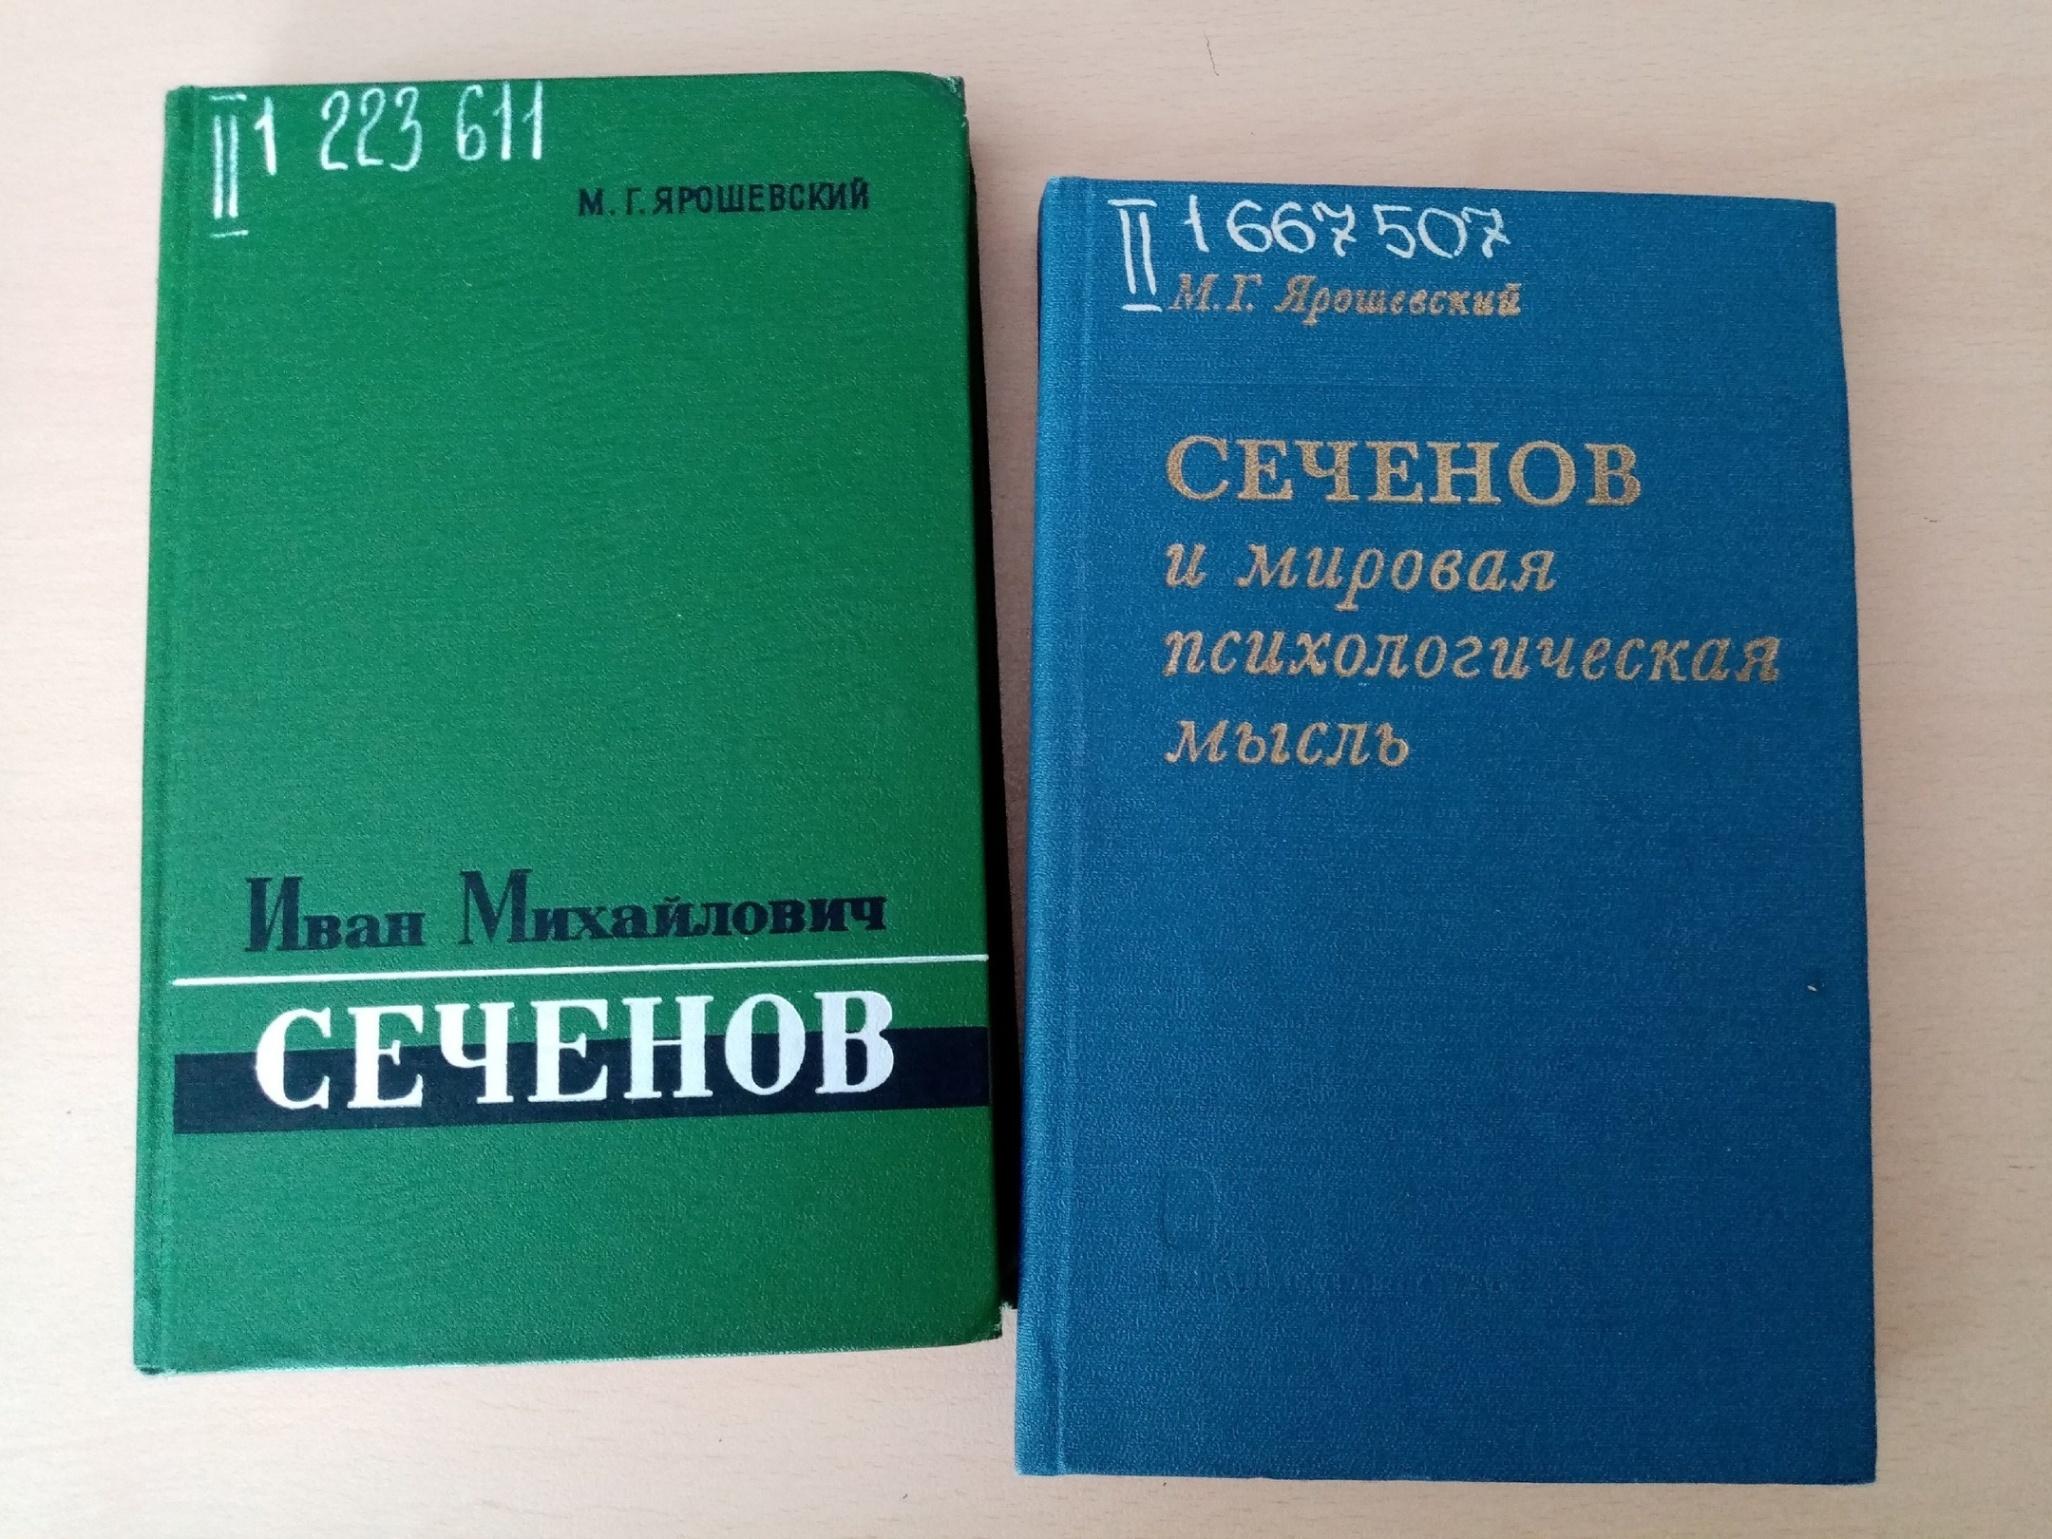 II 1 223 611
М. Г. ЯРОШЕВСКИЙ
Иван Михайлович
СЕЧЕНОВ
II 1 667 507
М. Г. Ярошевский
СЕЧЕНОВ
и мировая
психологическая
мысль